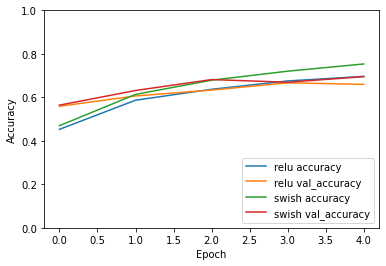 1.0
0.8
0.6
0.4
0.2
0.0
Accuracy
relu accuracy
relu val_accuracy
swish accuracy
swish val_accuracy
0.0 0.5 1.0 1.5 2.0 2.5 3.0 3.5 4.0
Epoch